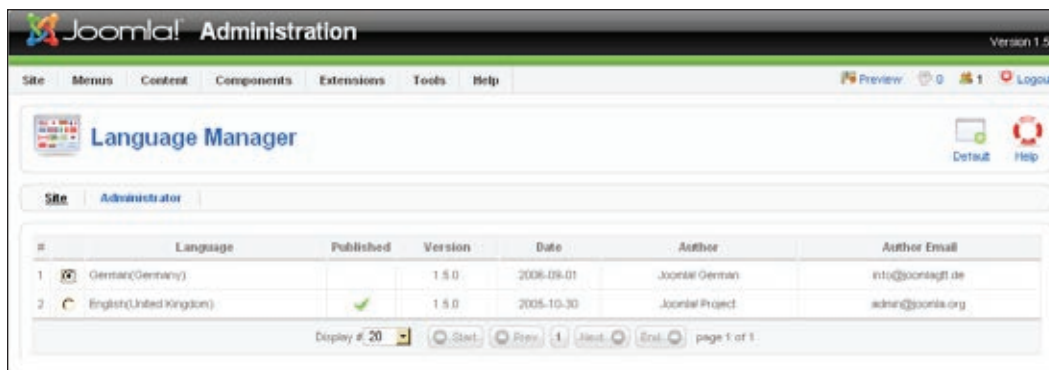 Joomla! Administration
Version 1.5
Site Menus Content Components Extensions Tools Help Preview 0 1 Logou
Language Manager
Default Help
Site Administrator
# Language Published Version Date Author Author Email
1 German(Germany) 1.5.0 2006-09-01 Joomla! German info@joomlagtt.de
2 English(United Kingdom) 1.5.0 2005-10-30 Joomla! Project admin@joomla.org
Display # 20 Start Prev 1 Next End page 1 of 1